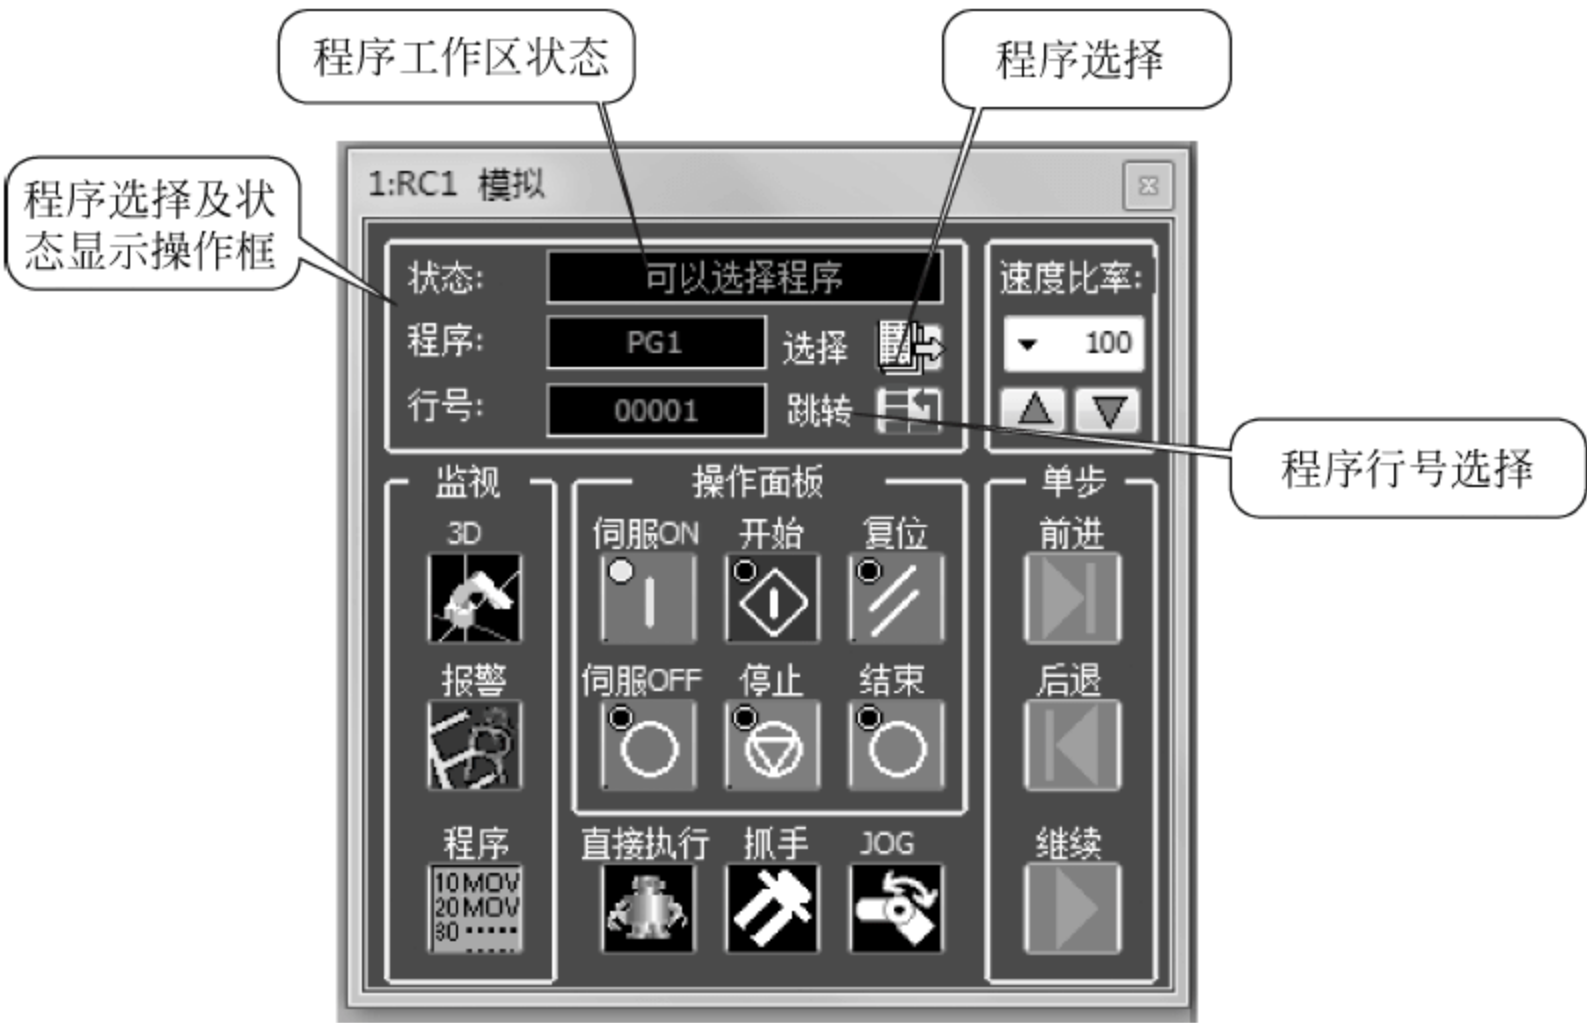 程序工作区状态
程序选择
程序选择及状
态显示操作框
1:RC1 模拟
状态:
可以选择程序
速度比率:
程序:
PG1
选择
100
行号:
00001
跳转
程序行号选择
监视
操作面板
单步
3D
伺服ON
开始
复位
前进
报警
伺服OFF
停止
结束
后退
程序
直接执行
抓手
JOG
继续
10 MOV
20 MOV
30 ·····